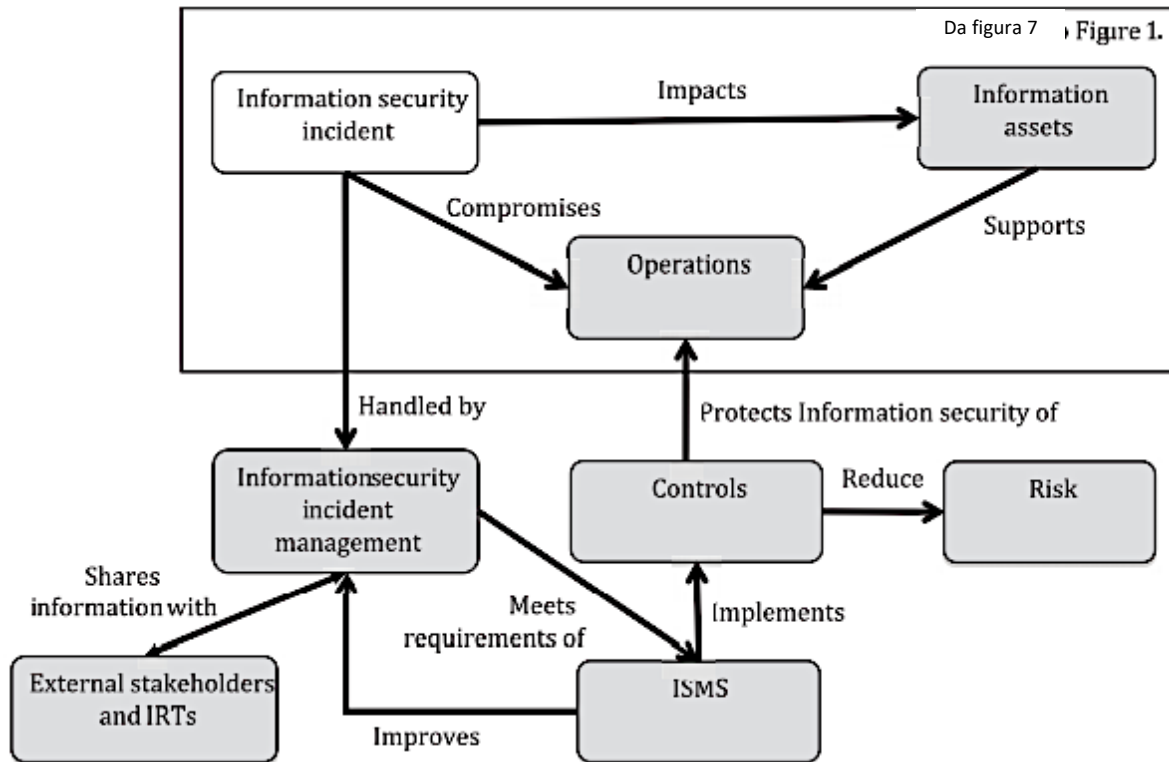 Da figura 7
Figure 1.
Information security
incident
Impacts
Information
assets
Compromises
Supports
Operations
Handled by
Protects Information security of
Informationsecurity
incident
management
Controls
Reduce
Risk
Shares
information with
Meets
requirements of
Implements
External stakeholders
and IRTs
ISMS
Improves